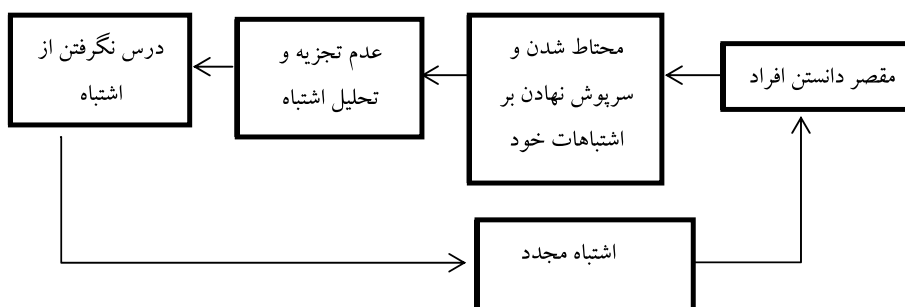 مقصر دانستن افراد
محتاط شدن و
سرپوش نهادن بر
اشتباهات خود
عدم تجزیه و
تحلیل اشتباه
درس نگرفتن از
اشتباه
اشتباه مجدد